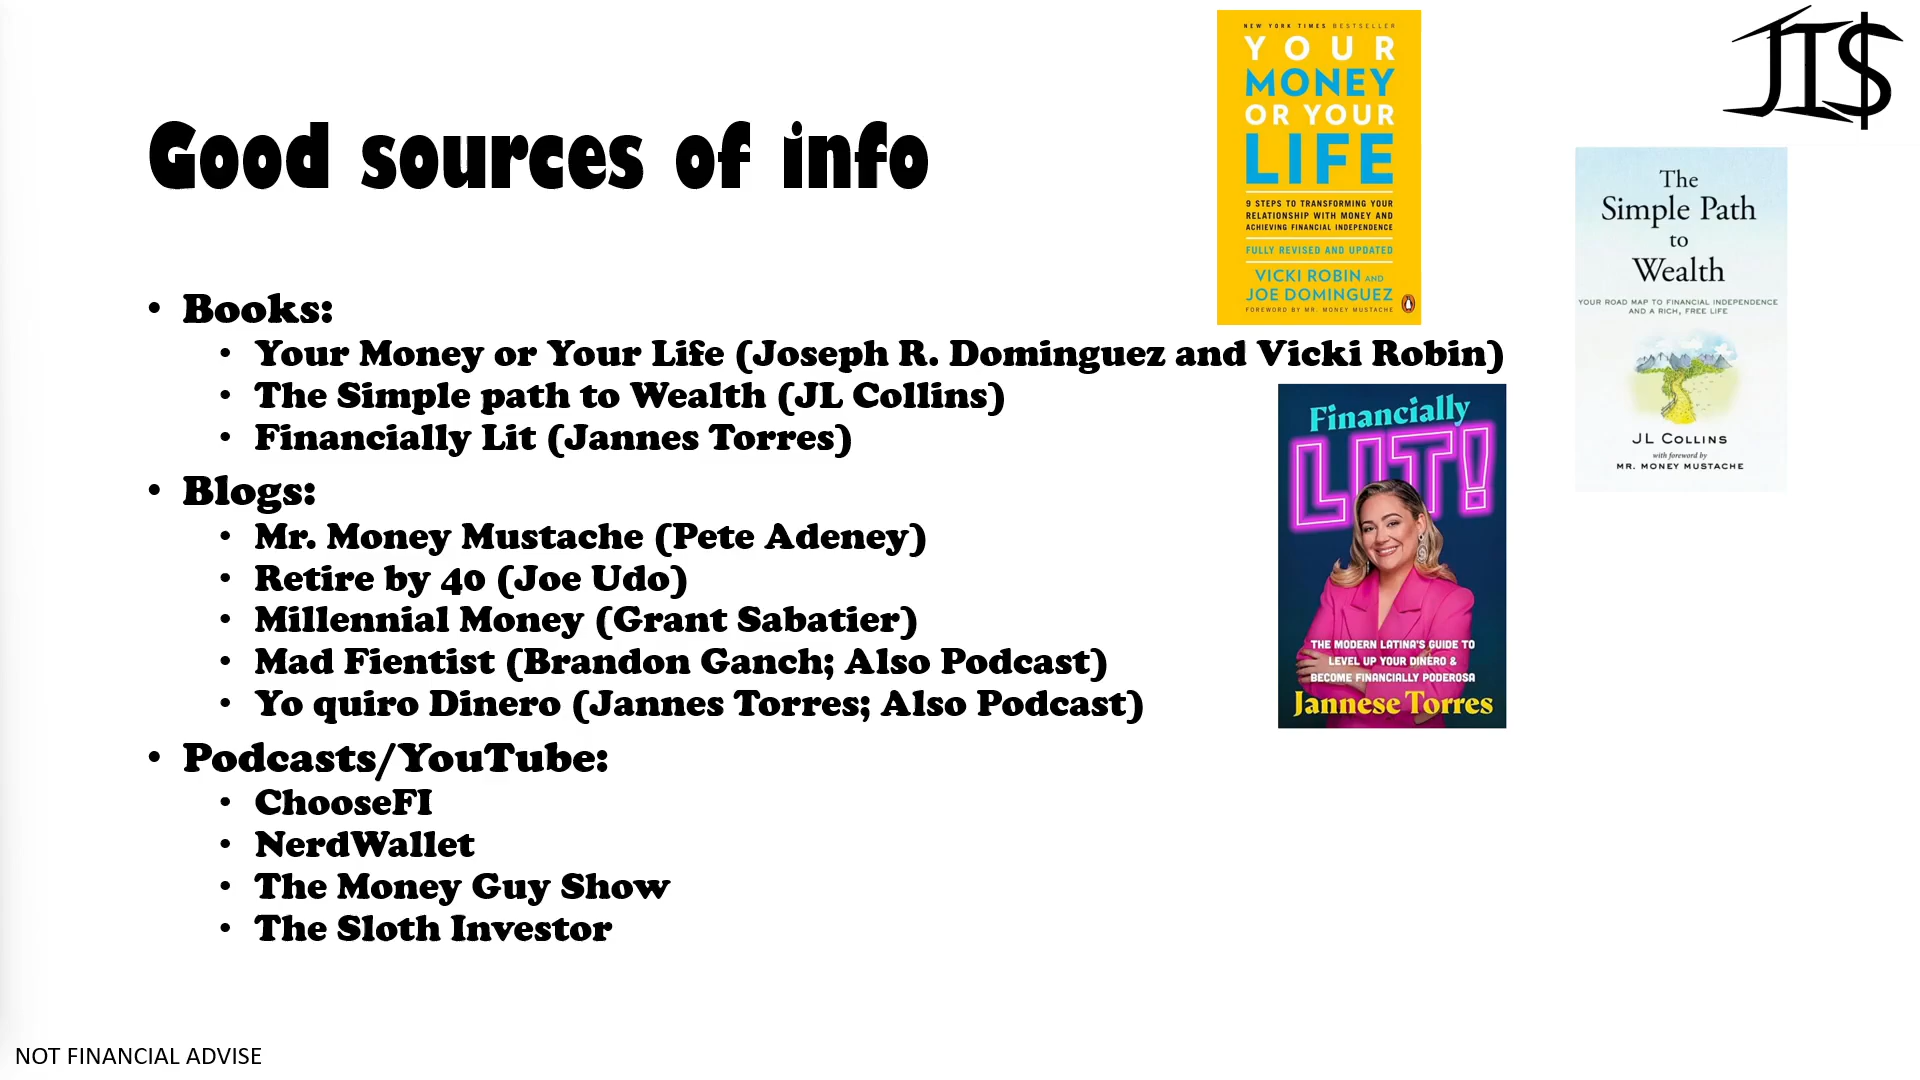 Good sources of info
• Books:
• Your Money or Your Life (Joseph R. Dominguez and Vicki Robin)
• The Simple path to Wealth (JL Collins)
• Financially Lit (Jannes Torres)
• Blogs:
• Mr. Money Mustache (Pete Adeney)
• Retire by 40 (Joe Udo)
• Millennial Money (Grant Sabatier)
• Mad Fientist (Brandon Ganch; Also Podcast)
• Yo quiro Dinero (Jannes Torres; Also Podcast)
• Podcasts/YouTube:
• ChooseFI
• NerdWallet
• The Money Guy Show
• The Sloth Investor
NEW YORK TIMES BESTSELLER
YOUR
MONEY
OR YOUR
LIFE
9 STEPS TO TRANSFORMING YOUR
RELATIONSHIP WITH MONEY AND
ACHIEVING FINANCIAL INDEPENDENCE
FULLY REVISED AND UPDATED
VICKI ROBIN AND
JOE DOMINGUEZ
FOREWORD BY MR. MONEY MUSTACHE
JI$
The
Simple Path
to
Wealth
YOUR ROAD MAP TO FINANCIAL INDEPENDENCE
AND A RICH, FREE LIFE
JL COLLINS
with foreword by
MR. MONEY MUSTACHE
Financially
LIT!
THE MODERN LATINA'S GUIDE TO
LEVEL UP YOUR DINERO &
BECOME FINANCIALLY PODEROSA
Jannese Torres
NOT FINANCIAL ADVISE